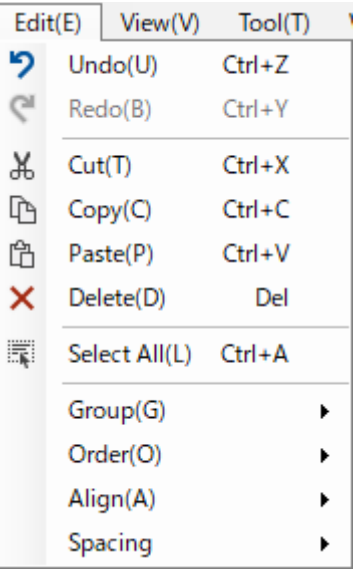 Edit(E) View(V) Tool(T)
Undo(U) Ctrl+Z
Redo(B) Ctrl+Y
Cut(T) Ctrl+X
Copy(C) Ctrl+C
Paste(P) Ctrl+V
Delete(D) Del
Select All(L) Ctrl+A
Group(G)
Order(O)
Align(A)
Spacing